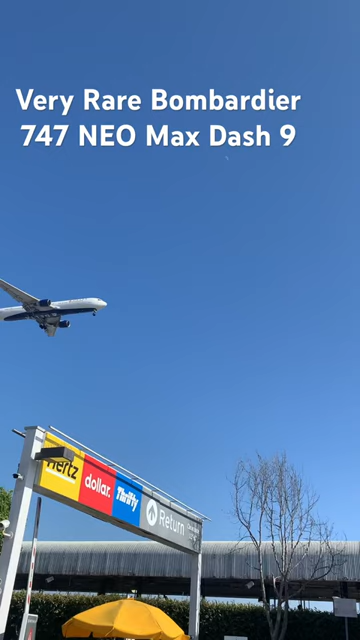 Very Rare Bombardier
747 NEO Max Dash 9
Hertz
dollar.
Thrifty
Return